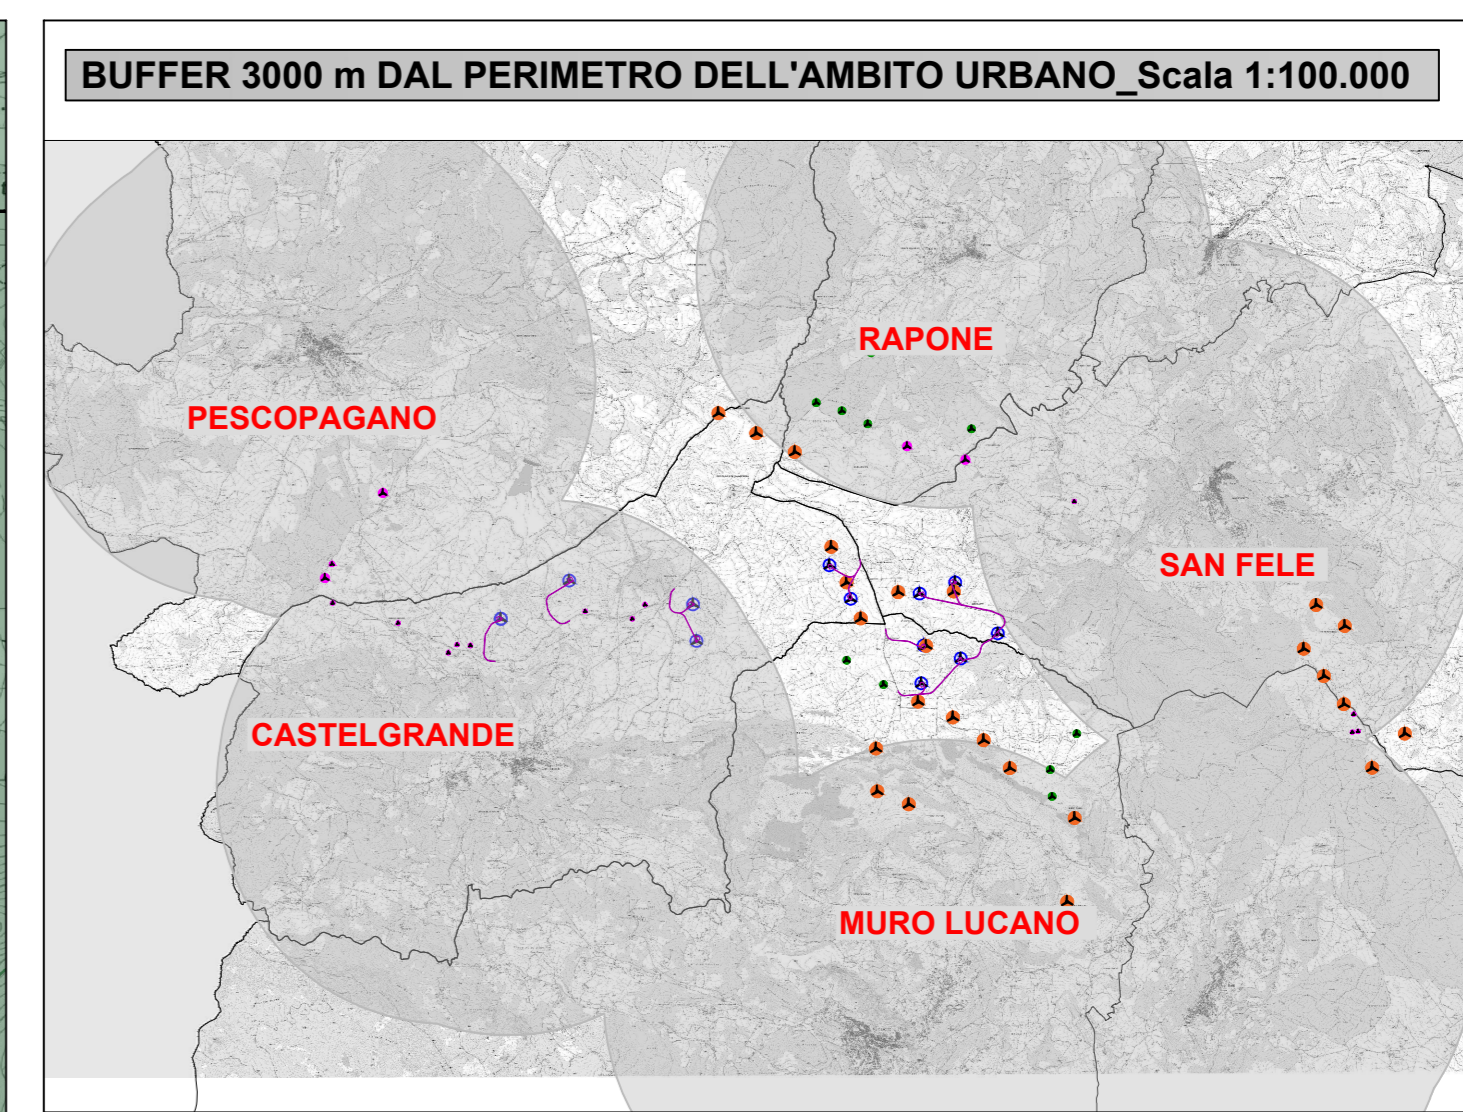 BUFFER 3000 m DAL PERIMETRO DELL'AMBITO URBANO_Scala 1:100.000
RAPONE
PESCOPAGANO
SAN FELE
CASTELGRANDE
MURO LUCANO